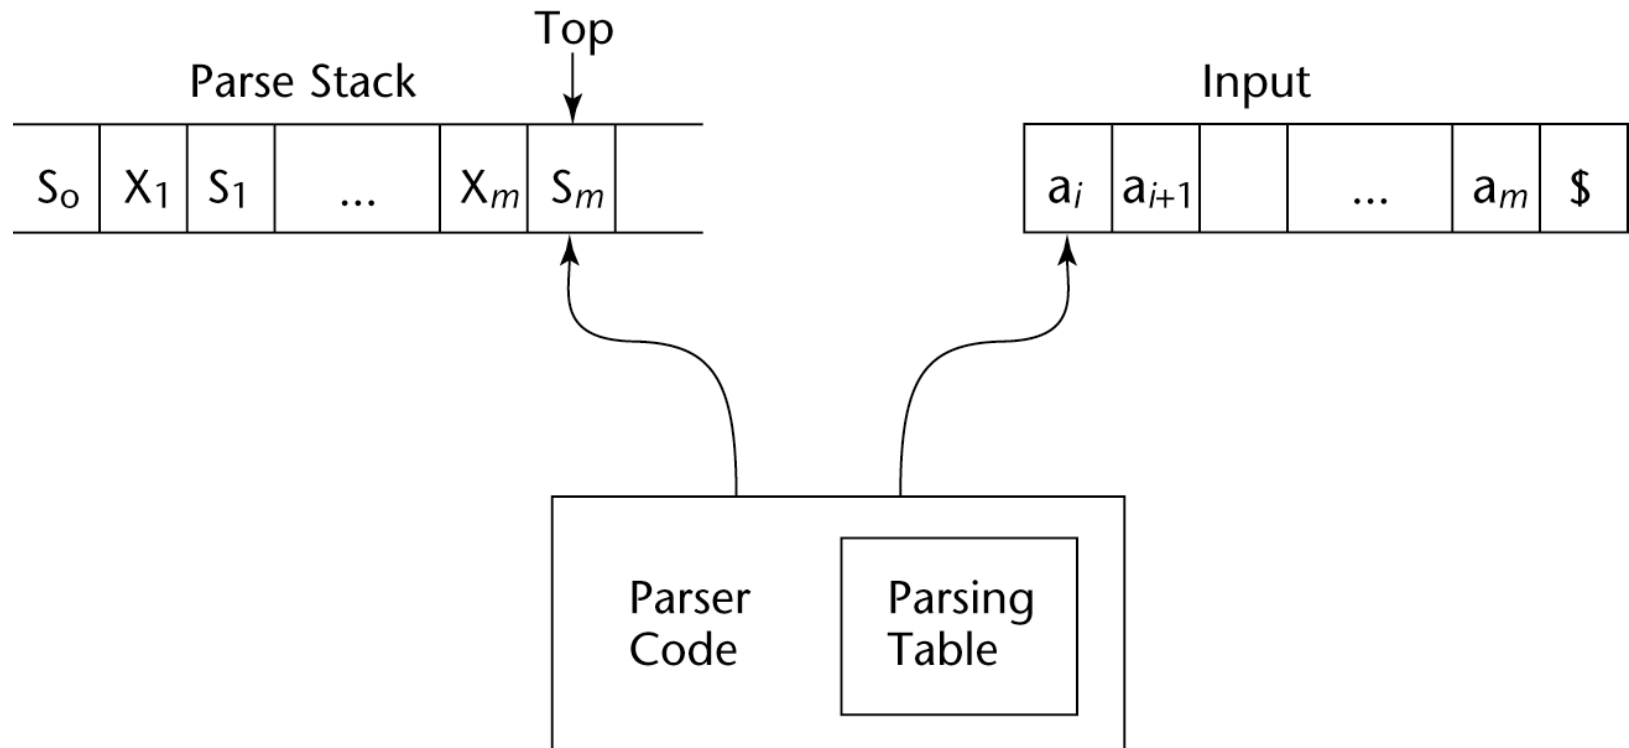 Top
Parse Stack
Input
S₀ X₁ S₁ ... Xₘ Sₘ
aᵢ aᵢ₊₁ ... aₘ $
Parser
Code
Parsing
Table